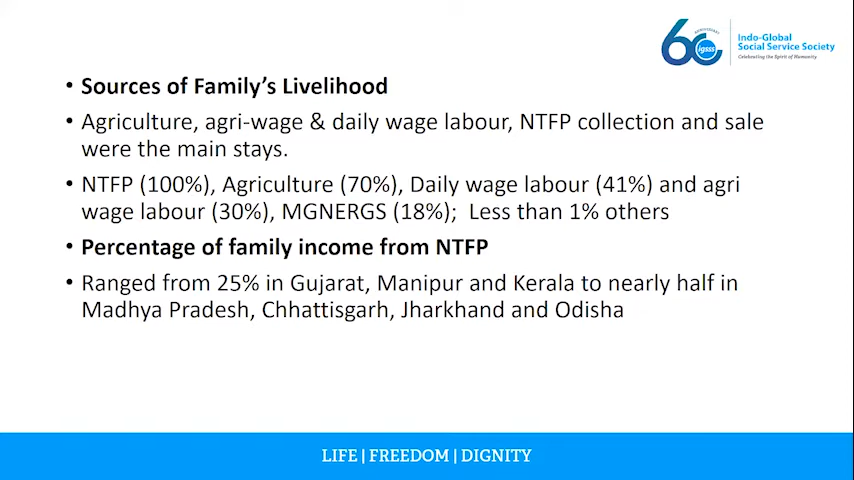 60
ANNIVERSARY
igsss
Indo-Global
Social Service Society
Celebrating the Spirit of Humanity
• Sources of Family's Livelihood
• Agriculture, agri-wage & daily wage labour, NTFP collection and sale
were the main stays.
• NTFP (100%), Agriculture (70%), Daily wage labour (41%) and agri
wage labour (30%), MGNERGS (18%); Less than 1% others
• Percentage of family income from NTFP
• Ranged from 25% in Gujarat, Manipur and Kerala to nearly half in
Madhya Pradesh, Chhattisgarh, Jharkhand and Odisha
LIFE | FREEDOM | DIGNITY